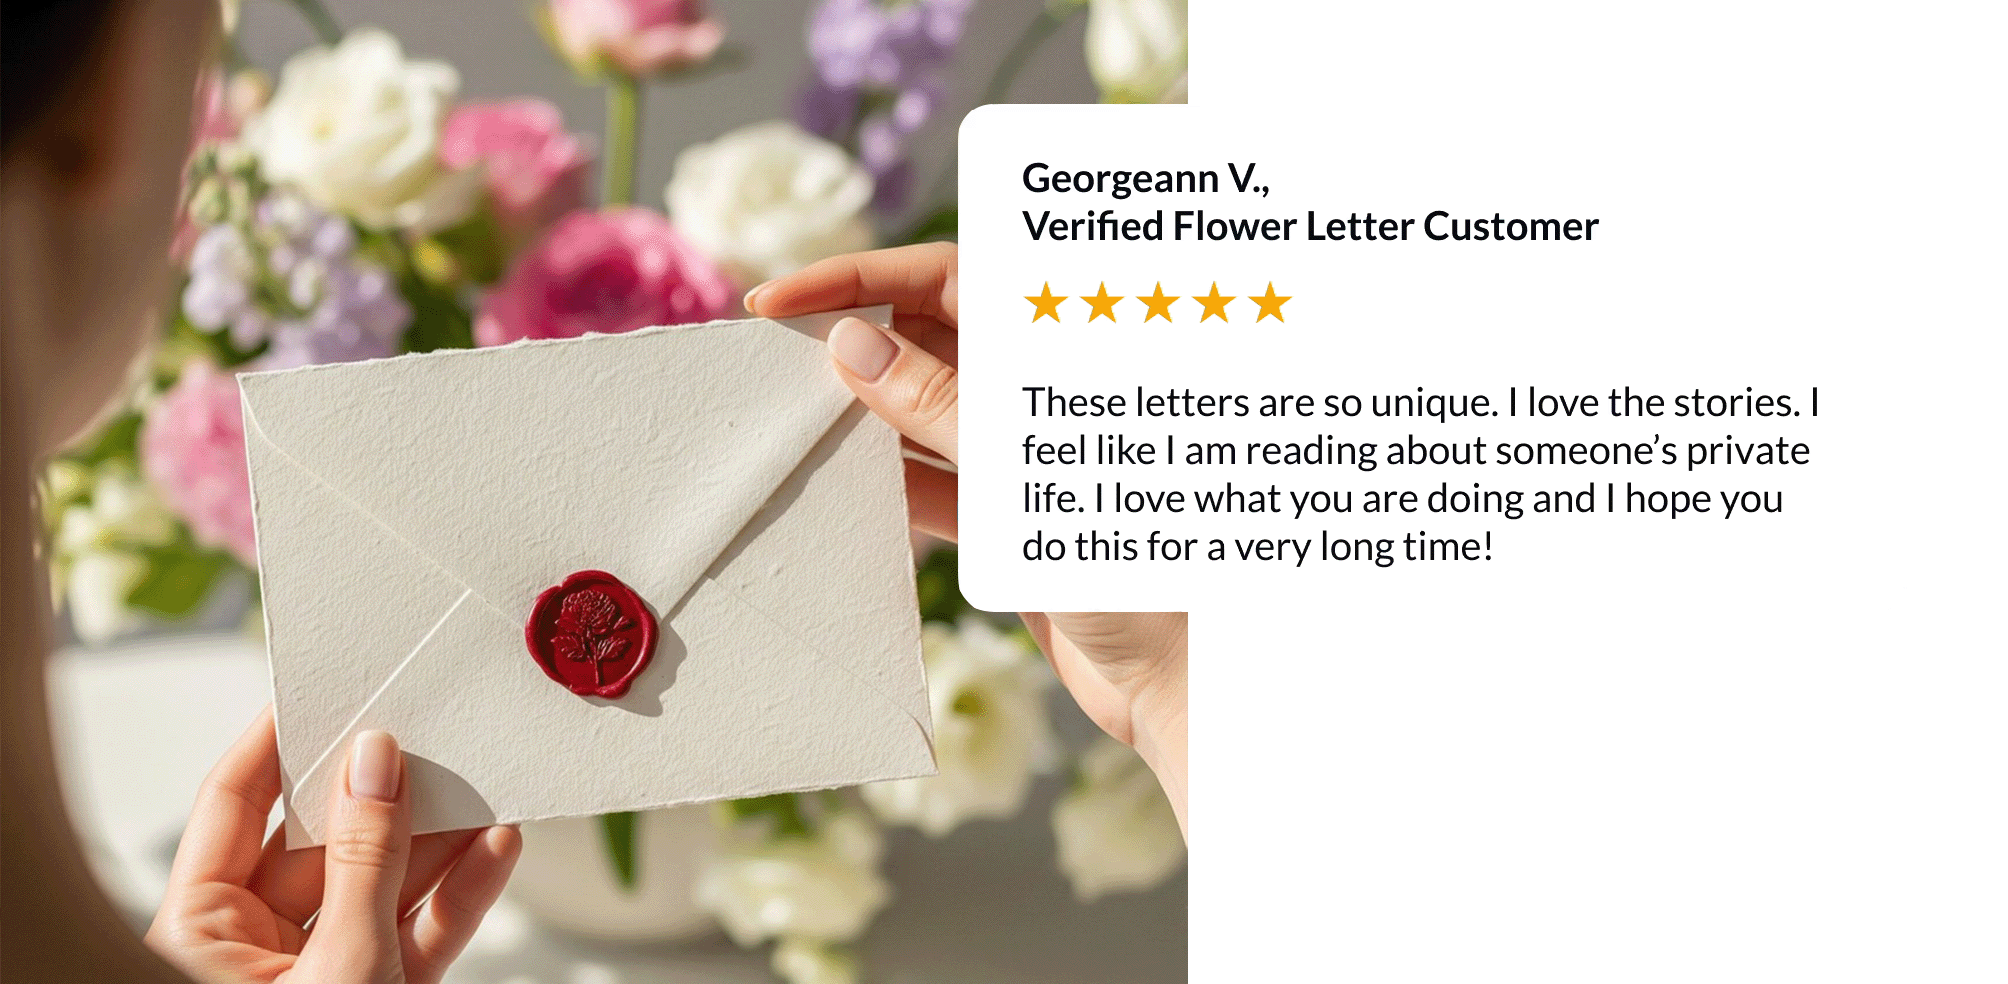 Georgeann V.,
Verified Flower Letter Customer
These letters are so unique. I love the stories. I
feel like I am reading about someone’s private
life. I love what you are doing and I hope you
do this for a very long time!